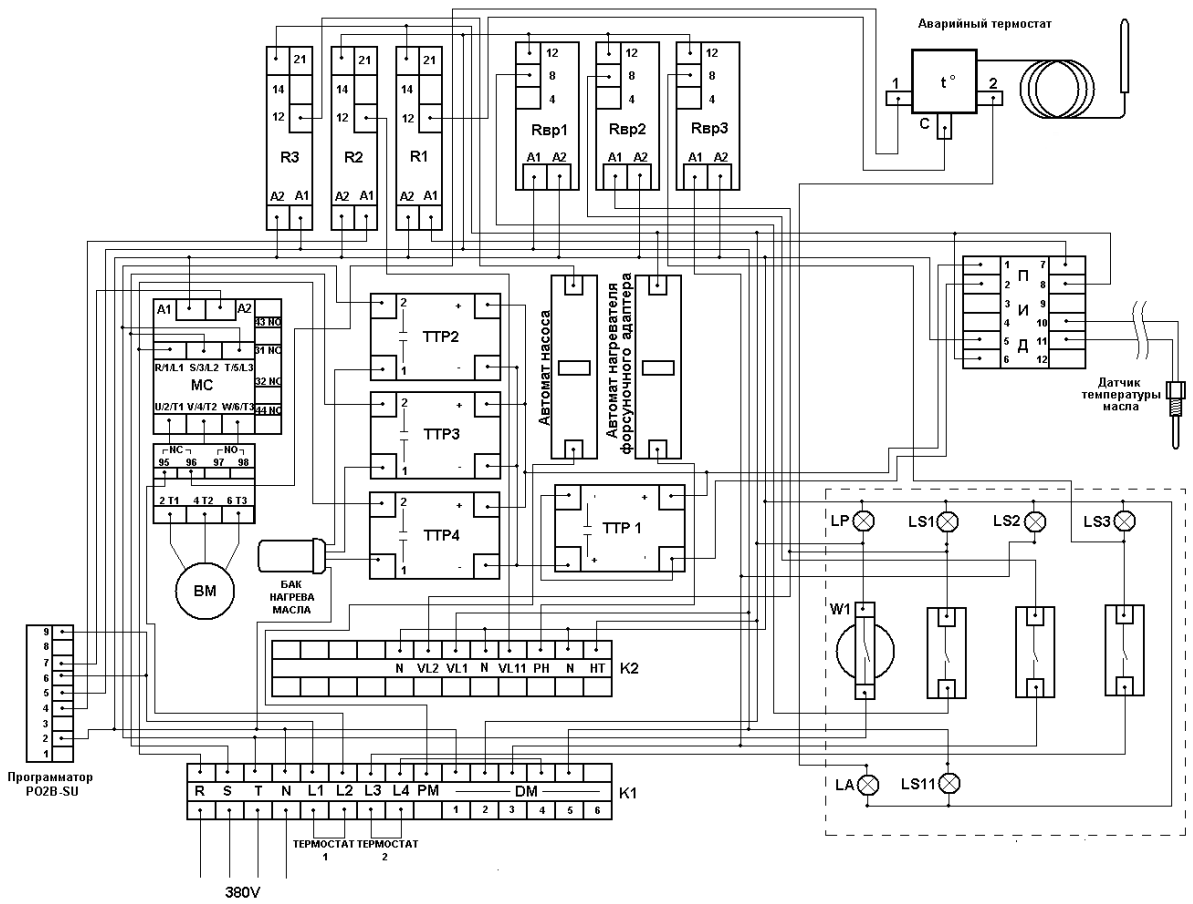 Аварийный термостат
1
t°
2
C
21
14
12
R3
A2 A1
21
14
12
R2
A2 A1
21
14
12
R1
A2 A1
12
8
4
Rвр1
A1 A2
12
8
4
Rвр2
A1 A2
12
8
4
Rвр3
A1 A2
1 П 7
2 8
3 И 9
4 10
5 Д 11
6 12
Датчик
температуры
масла
A1 A2
43 NO
31 NC
32 NC
44 NO
R/1/L1 S/3/L2 T/5/L3
МС
U/2/T1 V/4/T2 W/6/T3
NC NO
95 96 97 98
2 T1 4 T2 6 T3
ВМ
2 +
ТТР2
1 -
2 +
ТТР3
1 -
2 +
ТТР4
1 -
Автомат насоса
Автомат нагревателя
форсуночного адаптера
ТТР 1
+ +
БАК
НАГРЕВА
МАСЛА
LP
LS1
LS2
LS3
W1
LA
LS11
9
8
7
6
5
4
3
2
1
Программатор
PO2B-SU
N VL2 VL1 N VL11 PH N HT
K2
R S T N L1 L2 L3 L4 PM DM
K1
1 2 3 4 5 6
ТЕРМОСТАТ
1
ТЕРМОСТАТ
2
380V